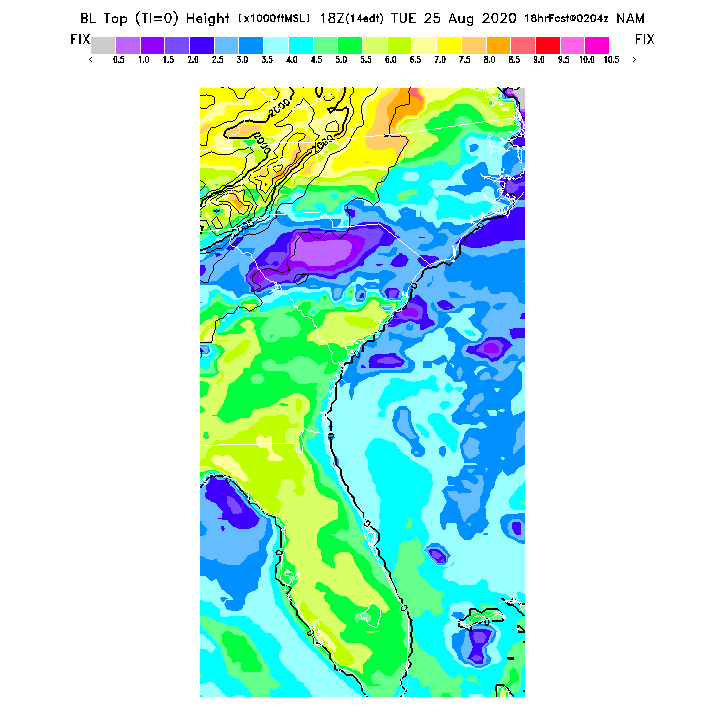 BL Top (TI=0) Height [x1000ftMSL] 18Z(14edt) TUE 25 Aug 2020 18hrFcst@0204z NAM
FIX FIX
< 0.5 1.0 1.5 2.0 2.5 3.0 3.5 4.0 4.5 5.0 5.5 6.0 6.5 7.0 7.5 8.0 8.5 9.0 9.5 10.0 10.5 >
2000
2000
2000